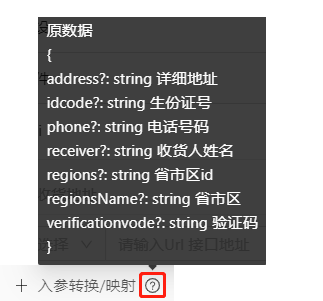 原数据
{
address?: string 详细地址
idcode?: string 生份证号
phone?: string 电话号码
receiver?: string 收货人姓名
regions?: string 省市区id
regionsName?: string 省市区
verificationvode?: string 验证码
}
选择 请输入Url 接口地址
+ 入参转换/映射 ?